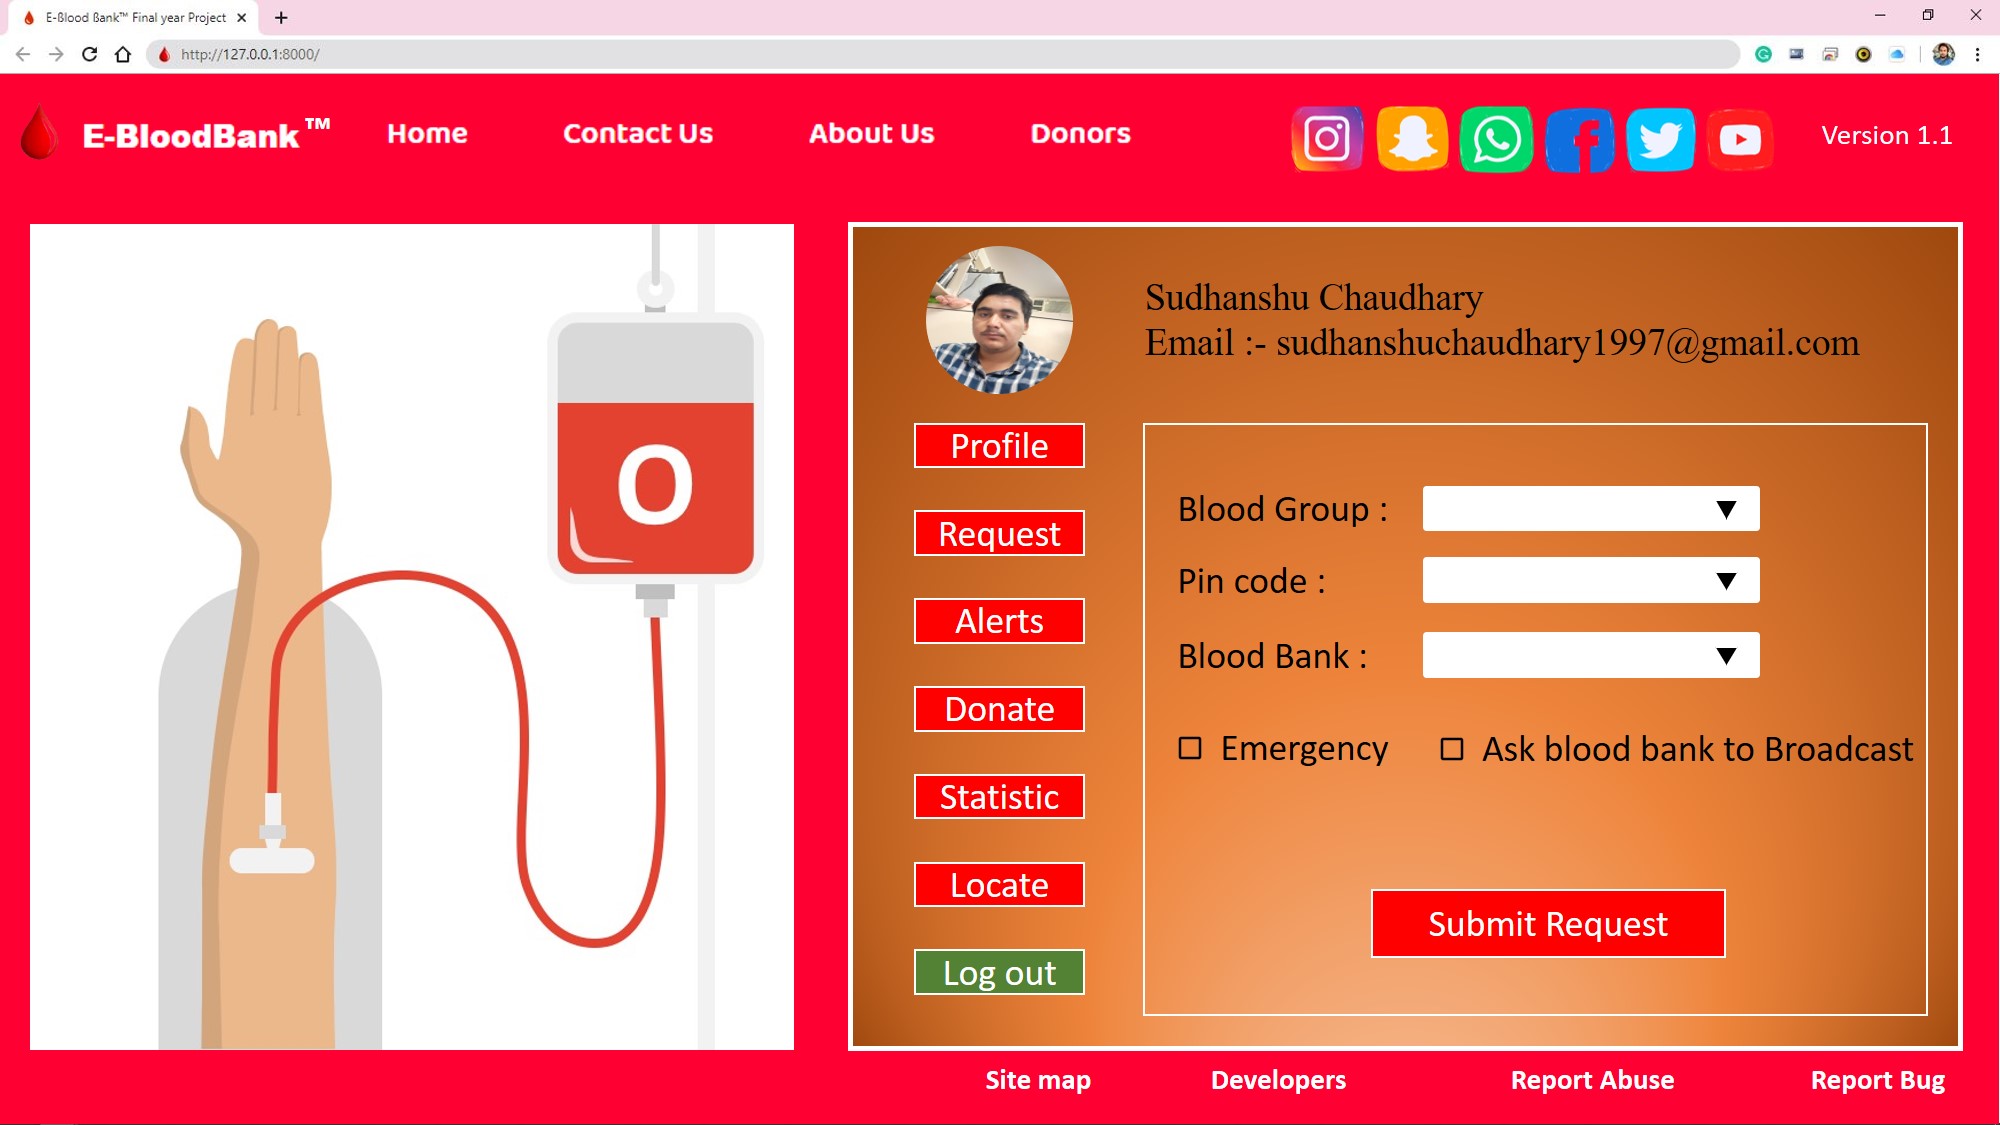 E-Blood Bank™ Final year Project
http://127.0.0.1:8000/
E-BloodBank™
Home
Contact Us
About Us
Donors
Version 1.1
O
Sudhanshu Chaudhary
Email :- sudhanshuchaudhary1997@gmail.com
Profile
Request
Alerts
Donate
Statistic
Locate
Log out
Blood Group :
Pin code :
Blood Bank :
Emergency
Ask blood bank to Broadcast
Submit Request
Site map
Developers
Report Abuse
Report Bug